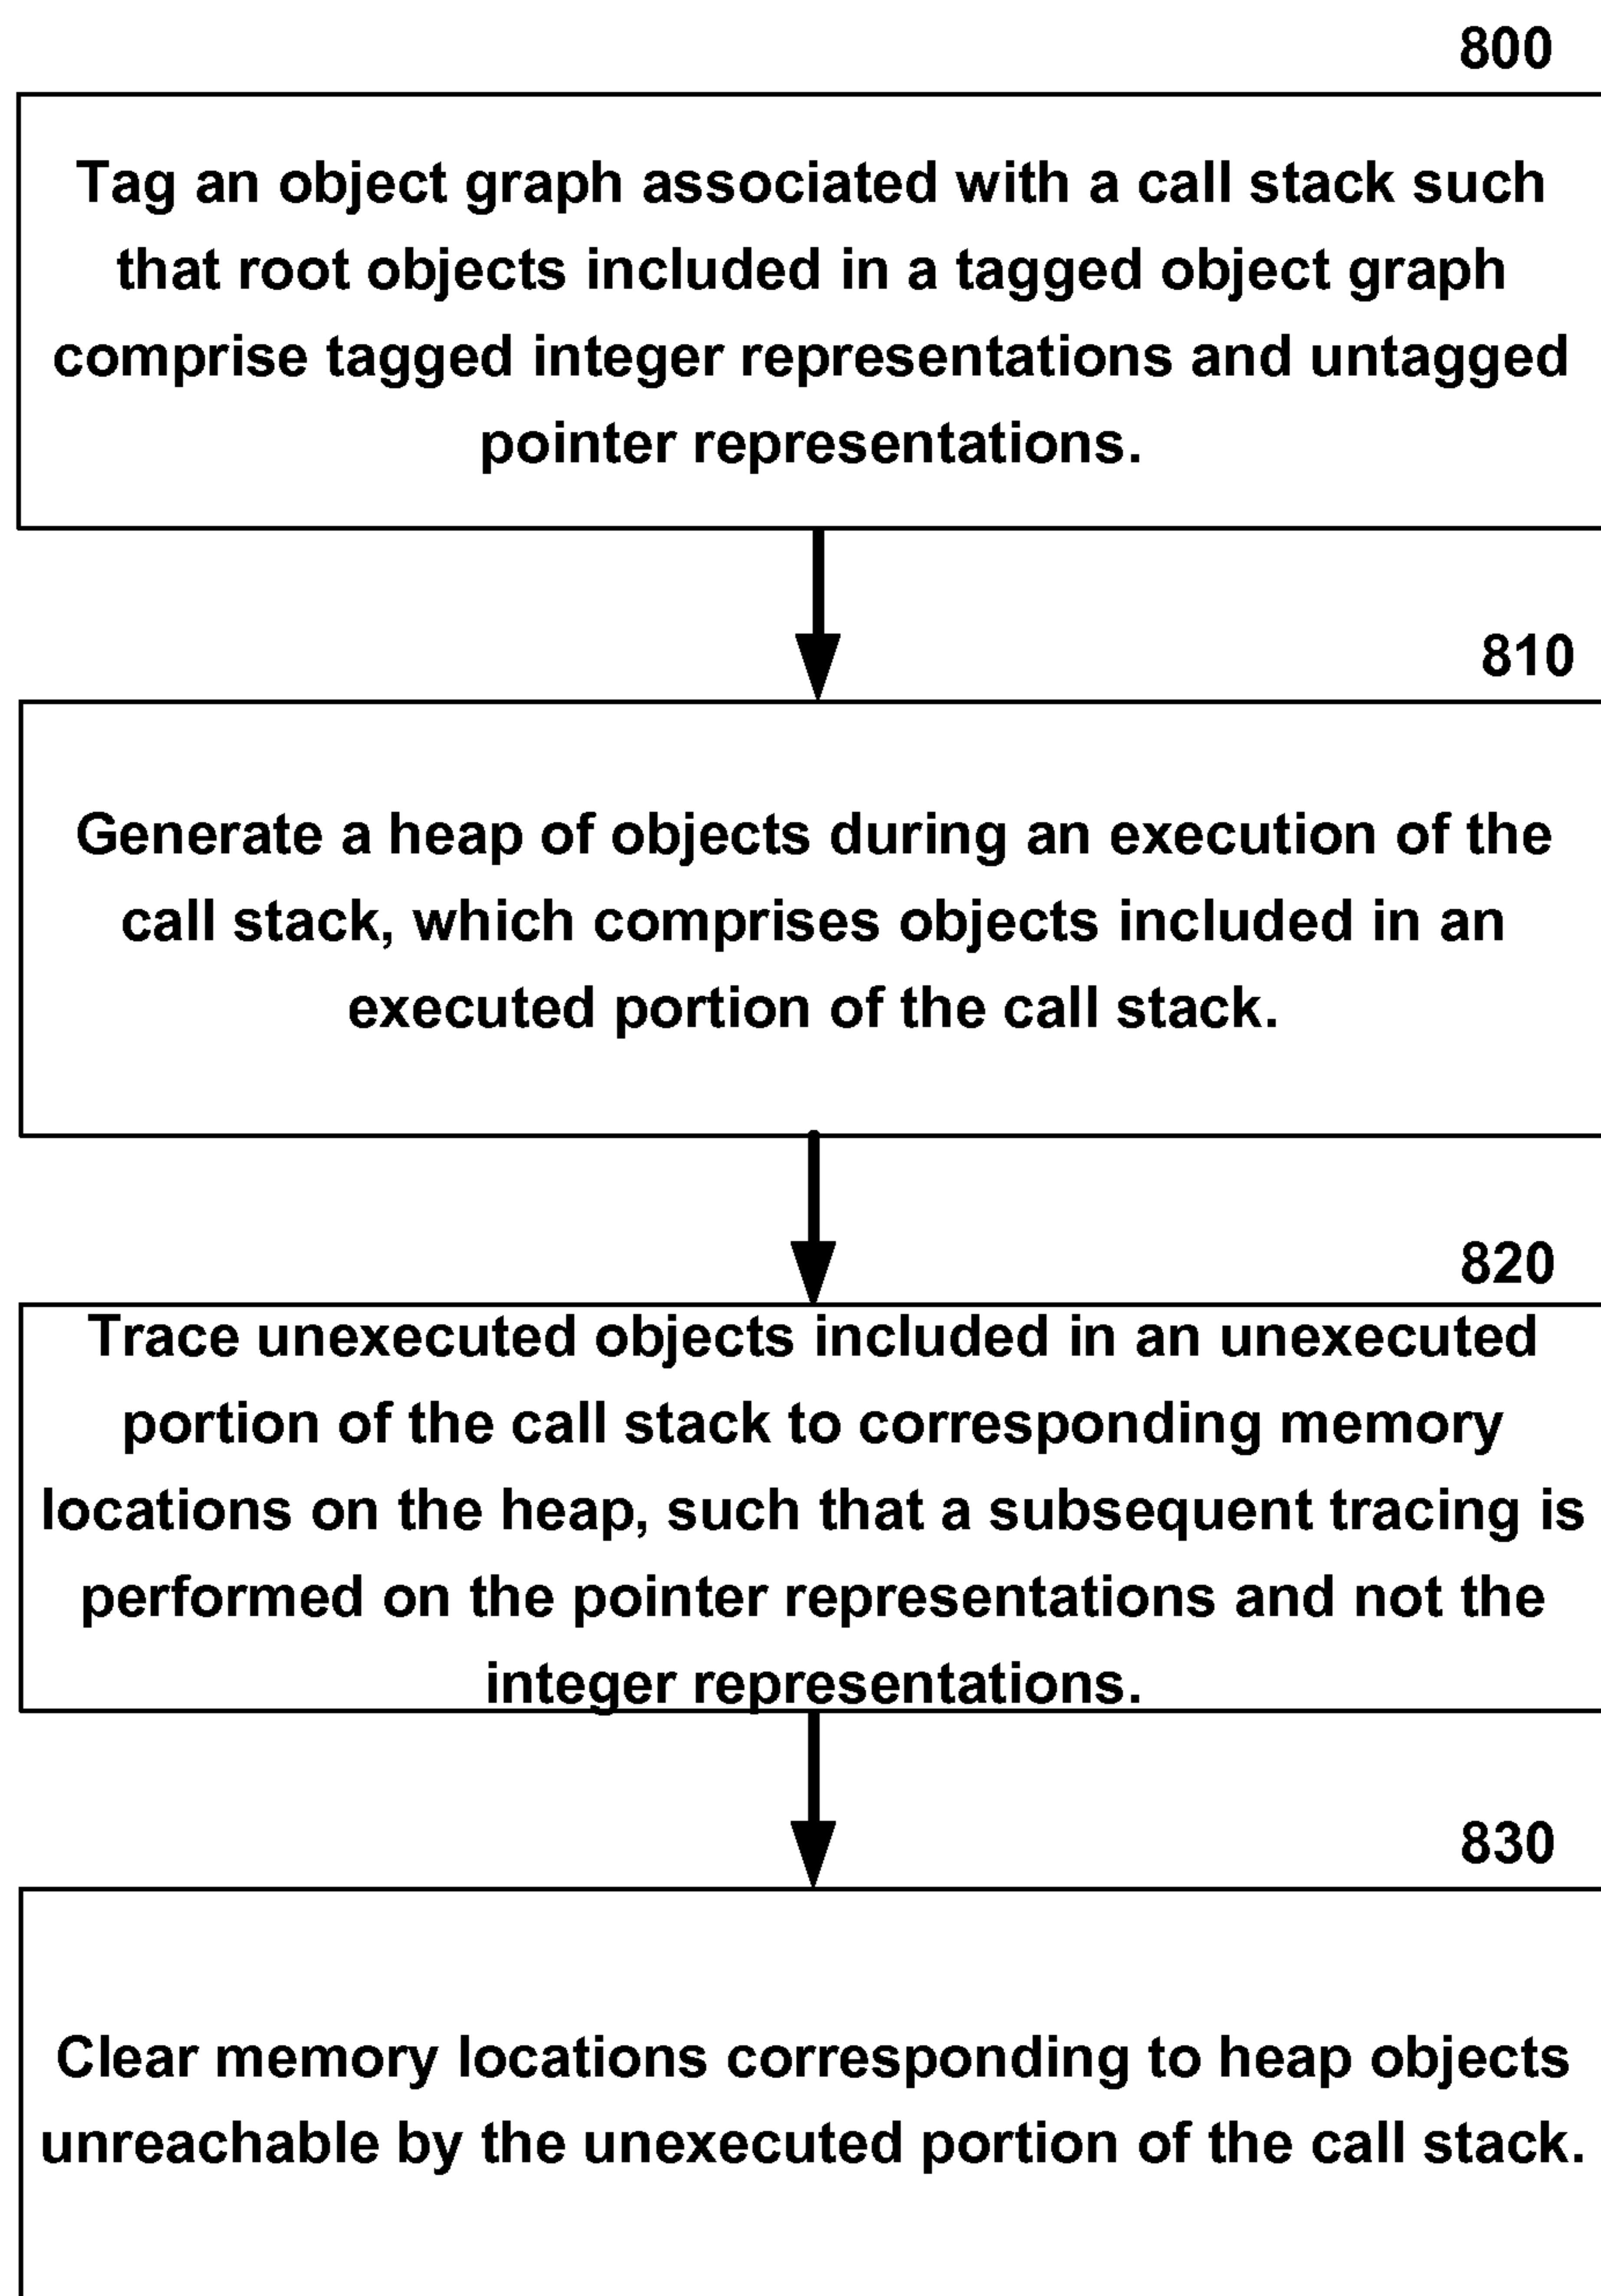 800
Tag an object graph associated with a call stack such
that root objects included in a tagged object graph
comprise tagged integer representations and untagged
pointer representations.
810
Generate a heap of objects during an execution of the
call stack, which comprises objects included in an
executed portion of the call stack.
820
Trace unexecuted objects included in an unexecuted
portion of the call stack to corresponding memory
locations on the heap, such that a subsequent tracing is
performed on the pointer representations and not the
integer representations.
830
Clear memory locations corresponding to heap objects
unreachable by the unexecuted portion of the call stack.